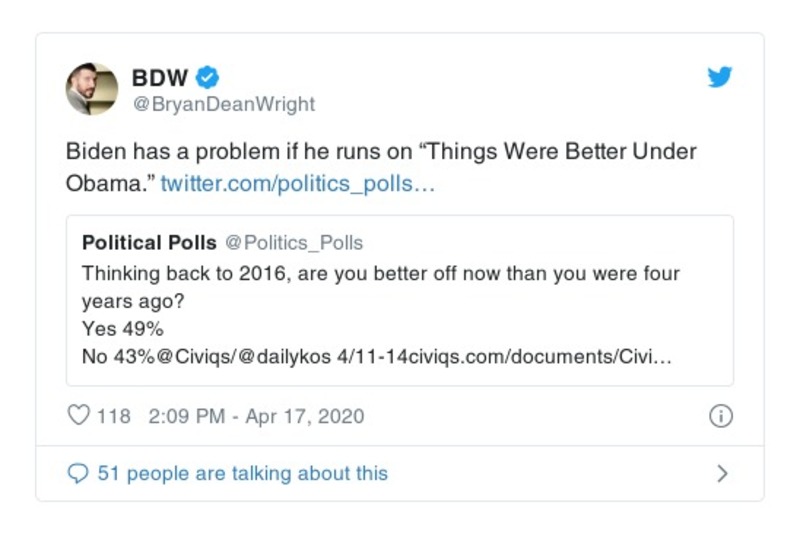 BDW
@BryanDeanWright
Biden has a problem if he runs on “Things Were Better Under
Obama.” twitter.com/politics_polls…
Political Polls @Politics_Polls
Thinking back to 2016, are you better off now than you were four
years ago?
Yes 49%
No 43%@Civiqs/@dailykos 4/11-14civiqs.com/documents/Civi…
118 2:09 PM - Apr 17, 2020
51 people are talking about this